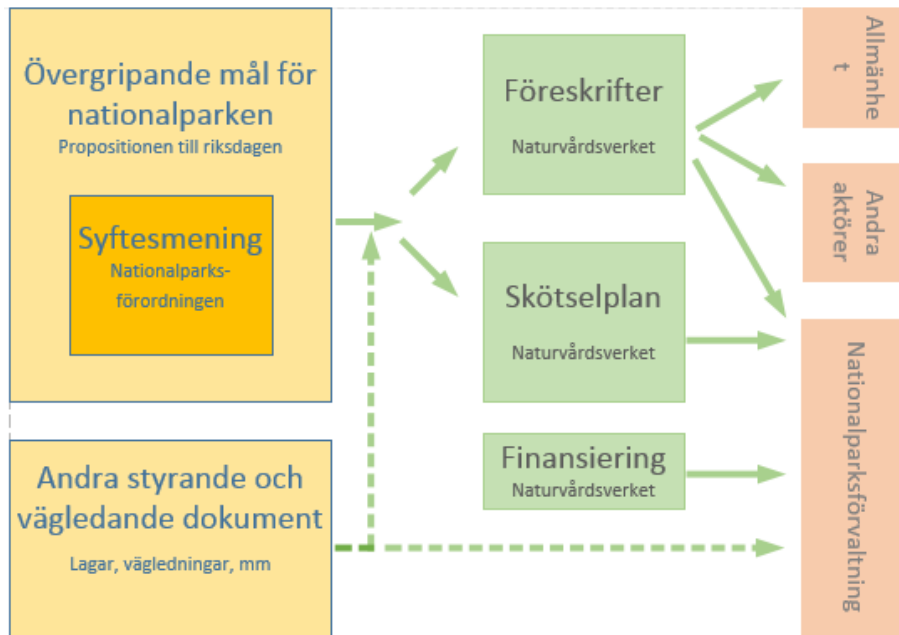 Övergripande mål för
nationalparken
Propositionen till riksdagen
Syftesmening
Nationalparks-
förordningen
Andra styrande och
vägledande dokument
Lagar, vägledningar, mm
Föreskrifter
Naturvårdsverket
Skötselplan
Naturvårdsverket
Finansiering
Naturvårdsverket
Allmänhe
t
Andra
aktörer
Nationalparksförvaltning